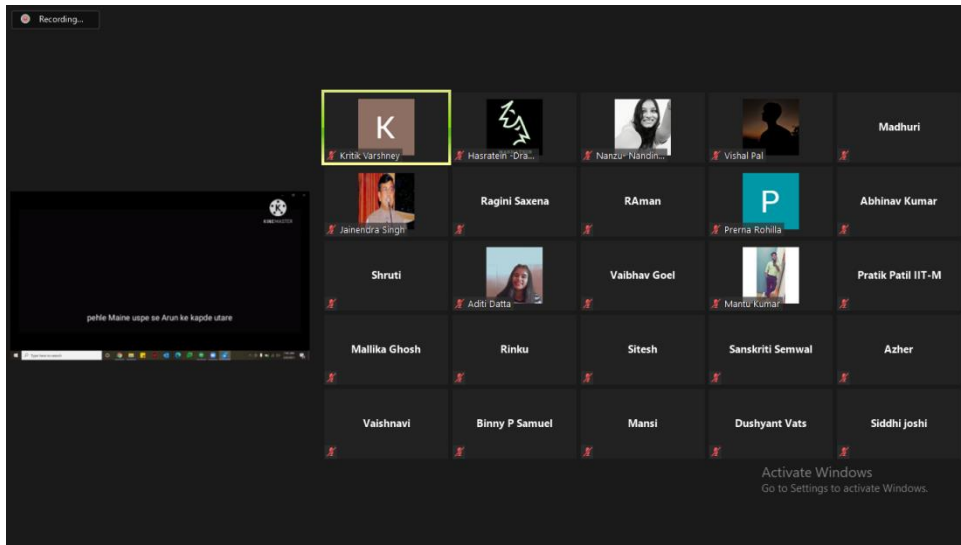 Recording...
K
Kritik Varshney
Hasratein -Dra...
Nanzu- Nandin...
Vishal Pal
Madhuri
Jainendra Singh
Ragini Saxena
RAman
P
Prerna Rohilla
Abhinav Kumar
K
KINEMASTER
Shruti
Aditi Datta
Vaibhav Goel
Mantu Kumar
Pratik Patil IIT-M
pehle Maine uspe se Arun ke kapde utare
Mallika Ghosh
Rinku
Sitesh
Sanskriti Semwal
Azher
Vaishnavi
Binny P Samuel
Mansi
Dushyant Vats
Siddhi joshi
Activate Windows
Go to Settings to activate Windows.